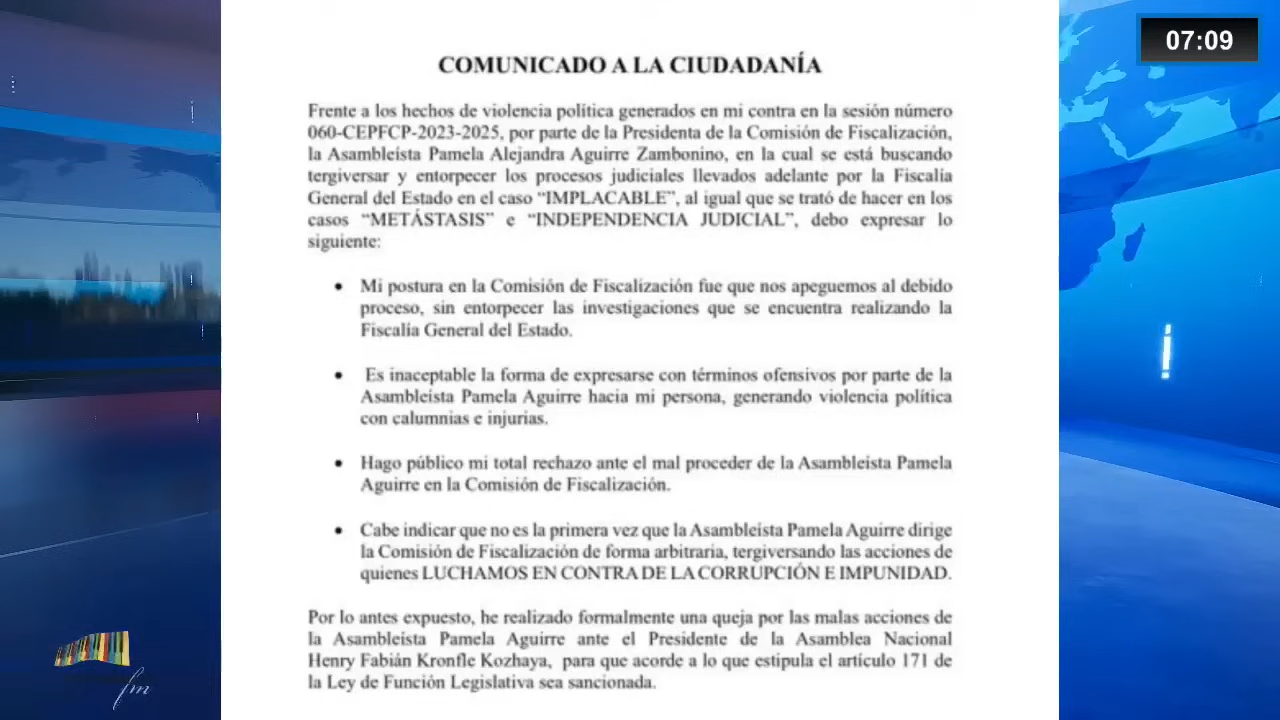 07:09
COMUNICADO A LA CIUDADANÍA
Frente a los hechos de violencia política generados en mi contra en la sesión número
060-CEPFCP-2023-2025, por parte de la Presidenta de la Comisión de Fiscalización,
la Asambleísta Pamela Alejandra Aguirre Zambonino, en la cual se está buscando
tergiversar y entorpecer los procesos judiciales llevados adelante por la Fiscalía
General del Estado en el caso “IMPLACABLE”, al igual que se trató de hacer en los
casos “METÁSTASIS” e “INDEPENDENCIA JUDICIAL”, debo expresar lo
siguiente:
• Mi postura en la Comisión de Fiscalización fue que nos apeguemos al debido
proceso, sin entorpecer las investigaciones que se encuentra realizando la
Fiscalía General del Estado.
• Es inaceptable la forma de expresarse con términos ofensivos por parte de la
Asambleísta Pamela Aguirre hacia mi persona, generando violencia política
con calumnias e injurias.
• Hago público mi total rechazo ante el mal proceder de la Asambleísta Pamela
Aguirre en la Comisión de Fiscalización.
• Cabe indicar que no es la primera vez que la Asambleísta Pamela Aguirre dirige
la Comisión de Fiscalización de forma arbitraria, tergiversando las acciones de
quienes LUCHAMOS EN CONTRA DE LA CORRUPCIÓN E IMPUNIDAD.
Por lo antes expuesto, he realizado formalmente una queja por las malas acciones de
la Asambleísta Pamela Aguirre ante el Presidente de la Asamblea Nacional
Henry Fabián Kronfle Kozhaya, para que acorde a lo que estipula el artículo 171 de
la Ley de Función Legislativa sea sancionada.
fm